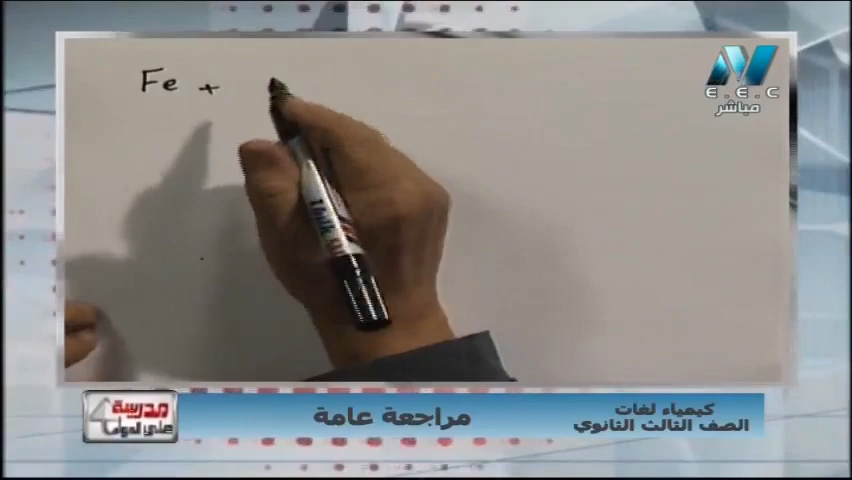 Fe +
E.E.C
مباشر
كيمياء لغات
الصف الثالث الثانوي
مراجعة عامة
مدرسة
على الهواء